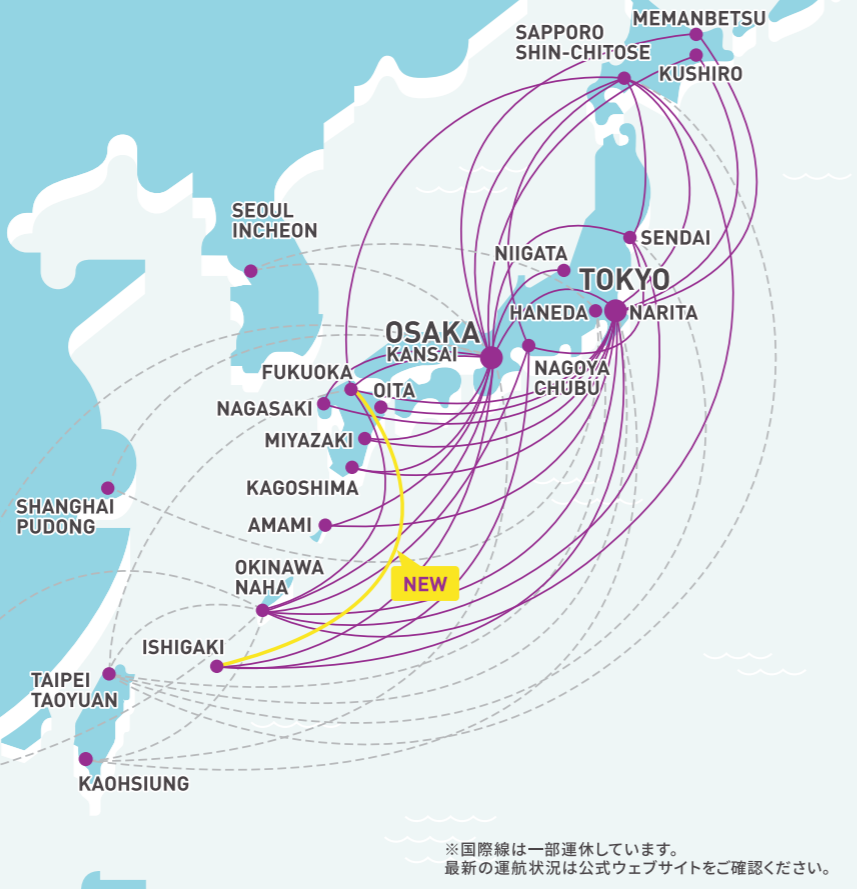 MEMANBETSU
SAPPORO
SHIN-CHITOSE
KUSHIRO
SEOUL
INCHEON
SENDAI
NIIGATA
TOKYO
HANEDA
NARITA
OSAKA
KANSAI
NAGOYA
CHUBU
FUKUOKA
OITA
NAGASAKI
MIYAZAKI
KAGOSHIMA
SHANGHAI
PUDONG
AMAMI
OKINAWA
NAHA
NEW
ISHIGAKI
TAIPEI
TAOYUAN
KAOHSIUNG
※国際線は一部運休しています。
最新の運航状況は公式ウェブサイトをご確認ください。